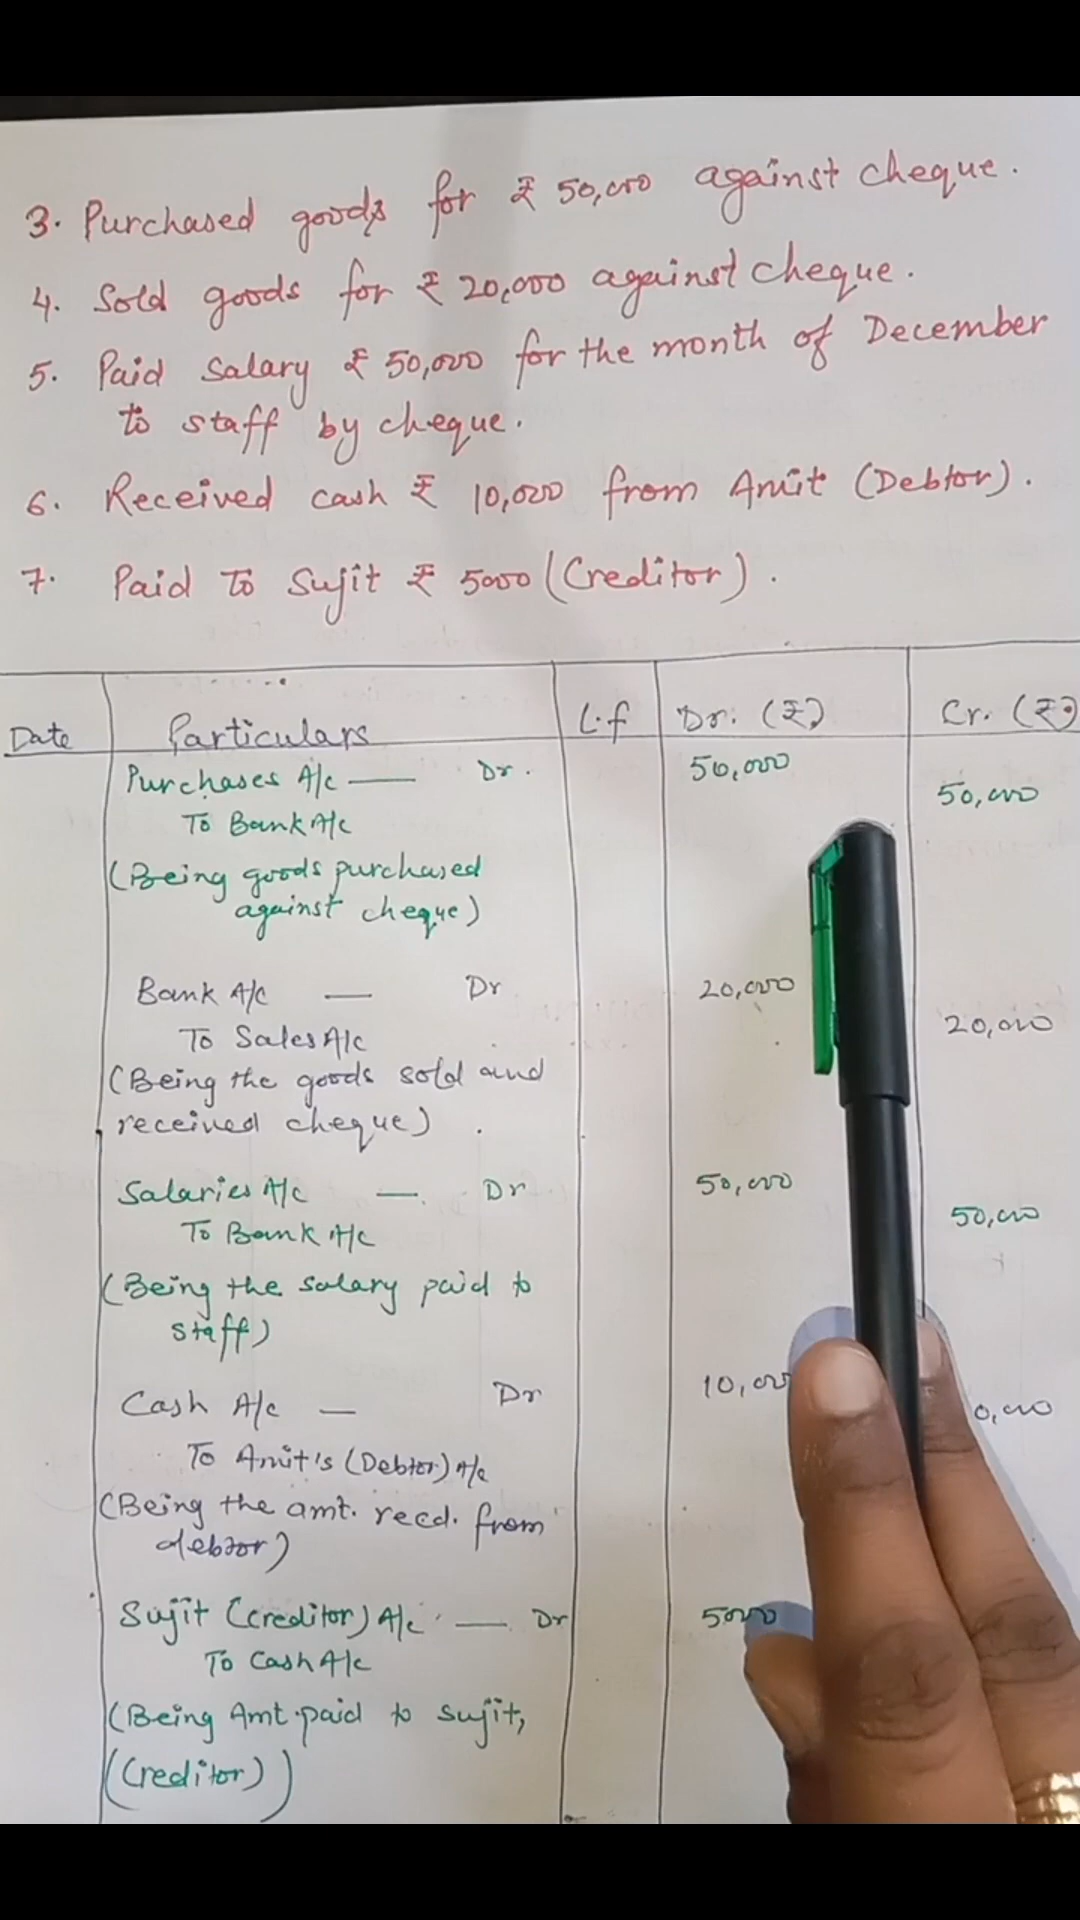 3. Purchased goods for ₹ 50,000 against cheque.
4. Sold goods for ₹ 20,000 against cheque.
5. Paid Salary ₹ 50,000 for the month of December
to staff by cheque.
6. Received cash ₹ 10,000 from Amit (Debtor).
7. Paid to Sujit ₹ 5000 (Creditor).
Date Particulars L.f Dr. (₹) Cr. (₹)
Purchases A/c — Dr. 50,000
To Bank A/c 50,000
(Being goods purchased
against cheque)
Bank A/c — Dr 20,000
To Sales A/c 20,000
(Being the goods sold and
received cheque).
Salaries A/c —. Dr 50,000
To Bank A/c 50,000
(Being the salary paid to
staff)
Cash A/c — Dr 10,000
To Amit's (Debtor) A/c 0,000
(Being the amt. recd. from
debtor)
Sujit (creditor) A/c — Dr 5000
To Cash A/c
(Being Amt. paid to Sujit,
(Creditor))